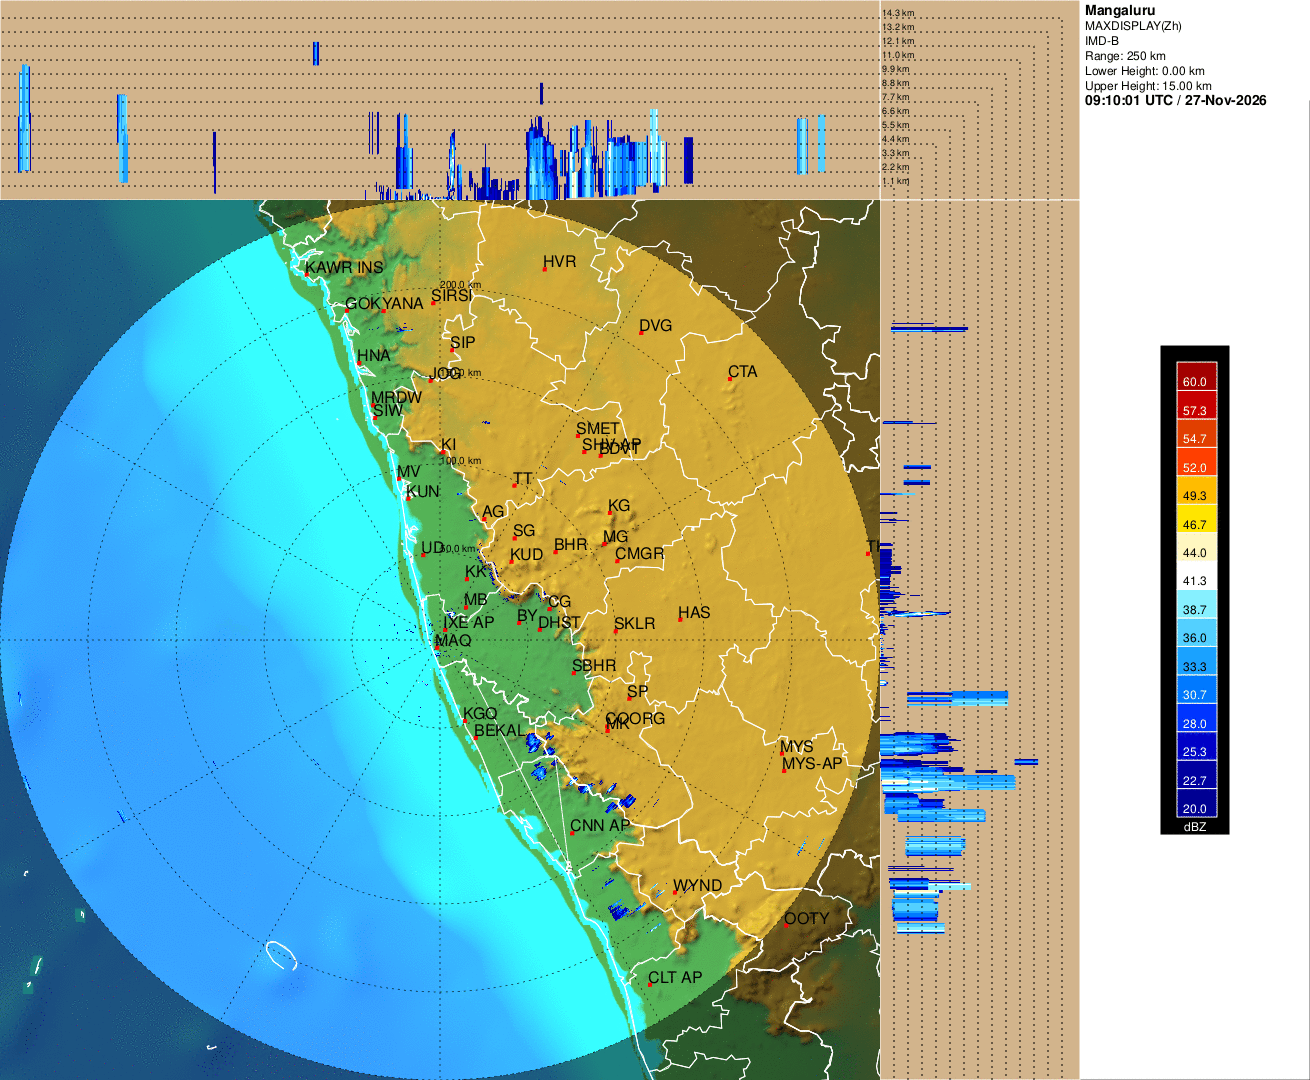 14.3 km
13.2 km
12.1 km
11.0 km
9.9 km
8.8 km
7.7 km
6.6 km
5.5 km
4.4 km
3.3 km
2.2 km
1.1 km
Mangaluru
MAXDISPLAY(Zh)
IMD-B
Range: 250 km
Lower Height: 0.00 km
Upper Height: 15.00 km
09:10:01 UTC / 27-Nov-2026
HVR
KAWR INS
200.0 km
SIRSI
GOKYANA
DVG
SIP
HNA
JOG
CTA
MRDW
SIW
SMET
KI
SHV-AP
BDVT
100.0 km
MV
TT
KUN
KG
AG
SG
MG
UD
50.0 km
KUD
BHR
CMGR
KK
MB
CG
IXE AP
BY
DHST
SKLR
HAS
MAQ
SBHR
SP
KGQ
COORG
MK
BEKAL
MYS
MYS-AP
CNN AP
WYND
OOTY
CLT AP
60.0
57.3
54.7
52.0
49.3
46.7
44.0
41.3
38.7
36.0
33.3
30.7
28.0
25.3
22.7
20.0
dBZ